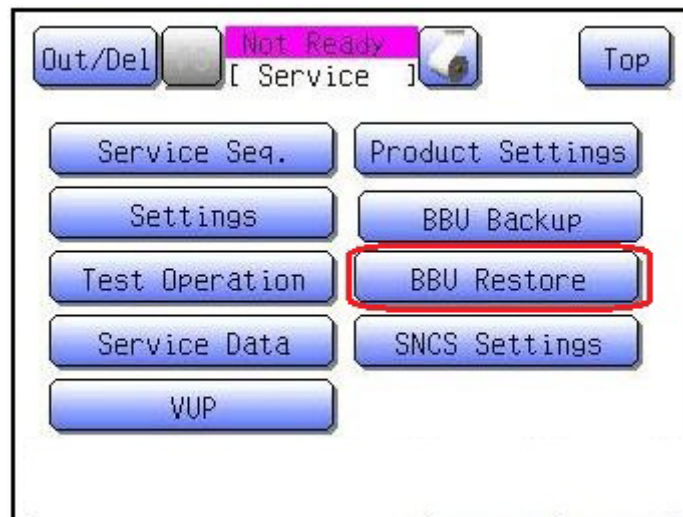 Out/Del
Not Ready
[ Service ]
Top
Service Seq.
Product Settings
Settings
BBU Backup
Test Operation
BBU Restore
Service Data
SNCS Settings
VUP